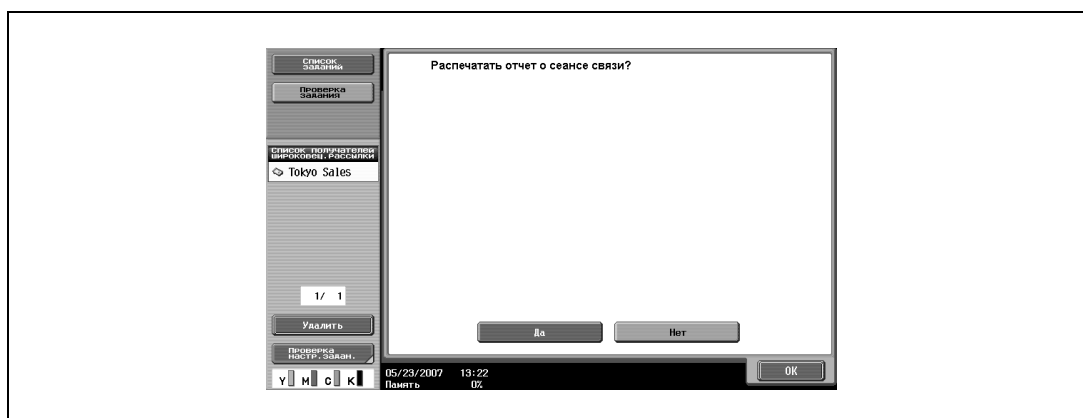 Список
заданий
Проверка
задания
Список получателей
широковещ.рассылки
Tokyo Sales
1/ 1
Удалить
Проверка
настр.задан.
Y M C K
Распечатать отчет о сеансе связи?
Да Нет
05/23/2007 13:22
Память 0%
OK